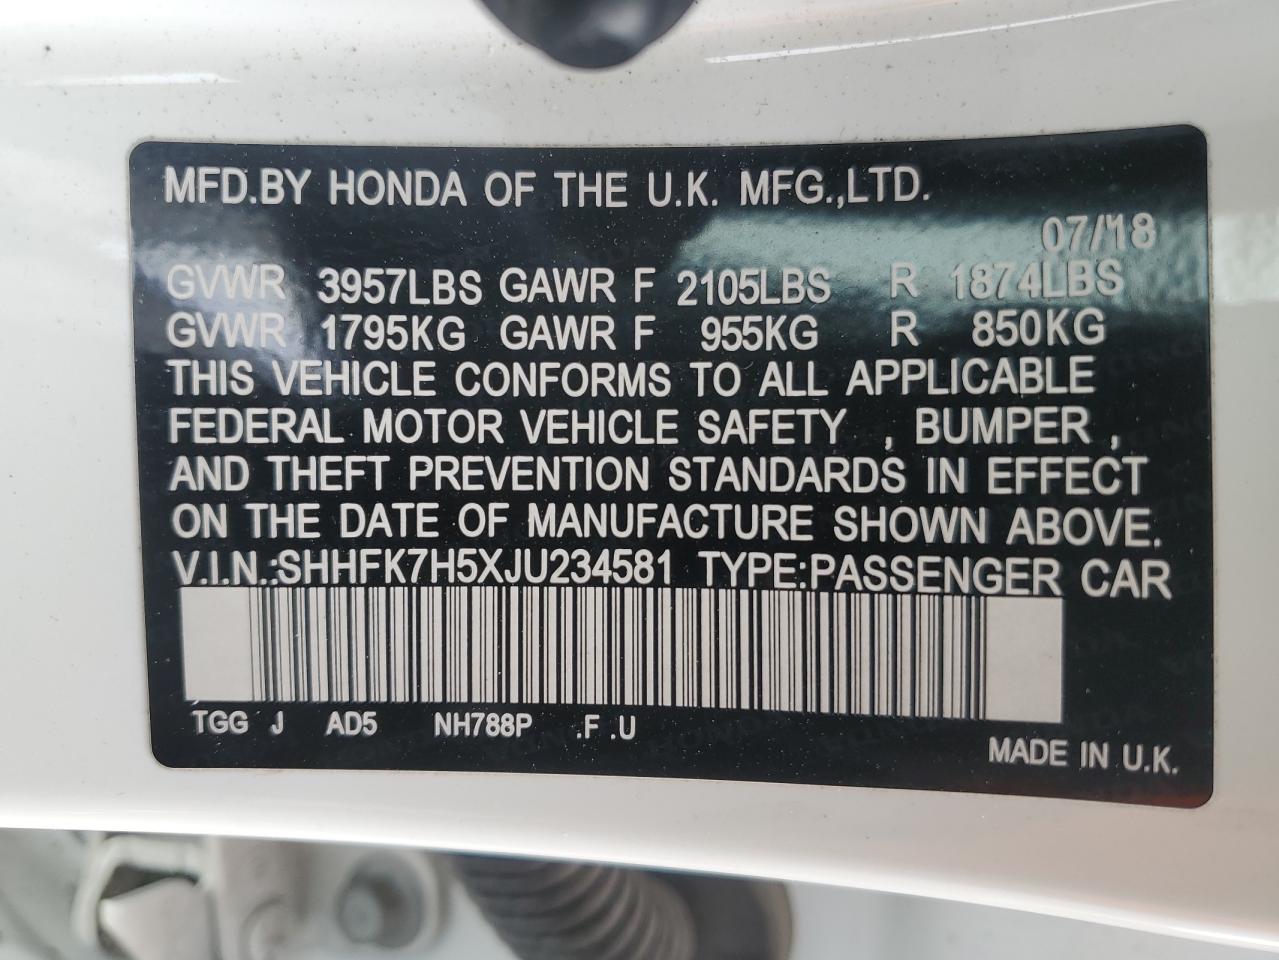 MFD.BY HONDA OF THE U.K. MFG.,LTD.
07/18
GVWR 3957LBS GAWR F 2105LBS R 1874LBS
GVWR 1795KG GAWR F 955KG R 850KG
THIS VEHICLE CONFORMS TO ALL APPLICABLE
FEDERAL MOTOR VEHICLE SAFETY , BUMPER ,
AND THEFT PREVENTION STANDARDS IN EFFECT
ON THE DATE OF MANUFACTURE SHOWN ABOVE.
V.I.N.:SHHFK7H5XJU234581 TYPE:PASSENGER CAR
TGG J AD5 NH788P .F .U
MADE IN U.K.